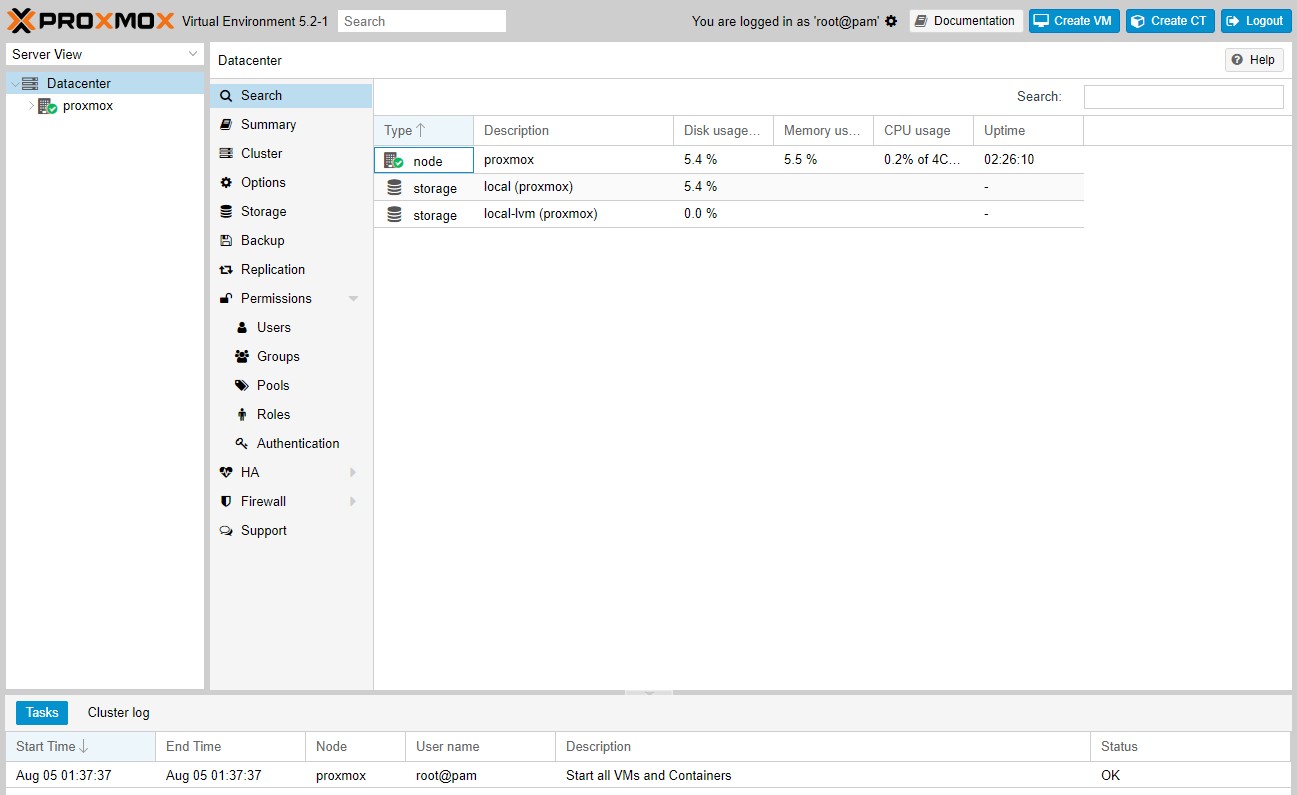 PROXMOX Virtual Environment 5.2-1 Search You are logged in as 'root@pam' Documentation Create VM Create CT Logout
Server View
Datacenter
proxmox
Datacenter Help
Search
Summary
Cluster
Options
Storage
Backup
Replication
Permissions
Users
Groups
Pools
Roles
Authentication
HA
Firewall
Support
Search:
Type Description Disk usage... Memory us... CPU usage Uptime
node proxmox 5.4 % 5.5 % 0.2% of 4C... 02:26:10
storage local (proxmox) 5.4 % -
storage local-lvm (proxmox) 0.0 % -
Tasks Cluster log
Start Time End Time Node User name Description Status
Aug 05 01:37:37 Aug 05 01:37:37 proxmox root@pam Start all VMs and Containers OK